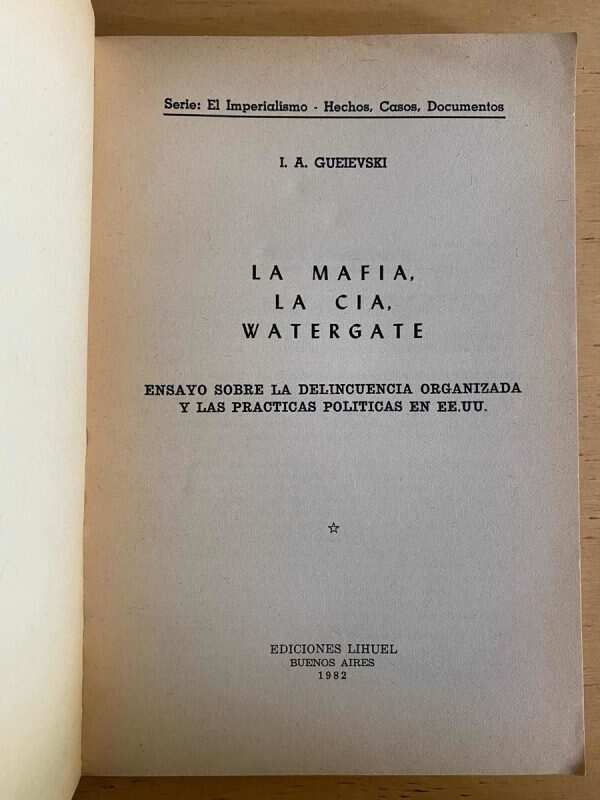 Serie: El Imperialismo - Hechos, Casos, Documentos
I. A. GUEIEVSKI
LA MAFIA,
LA CIA,
WATERGATE
ENSAYO SOBRE LA DELINCUENCIA ORGANIZADA
Y LAS PRACTICAS POLITICAS EN EE.UU.
EDICIONES LIHUEL
BUENOS AIRES
1982